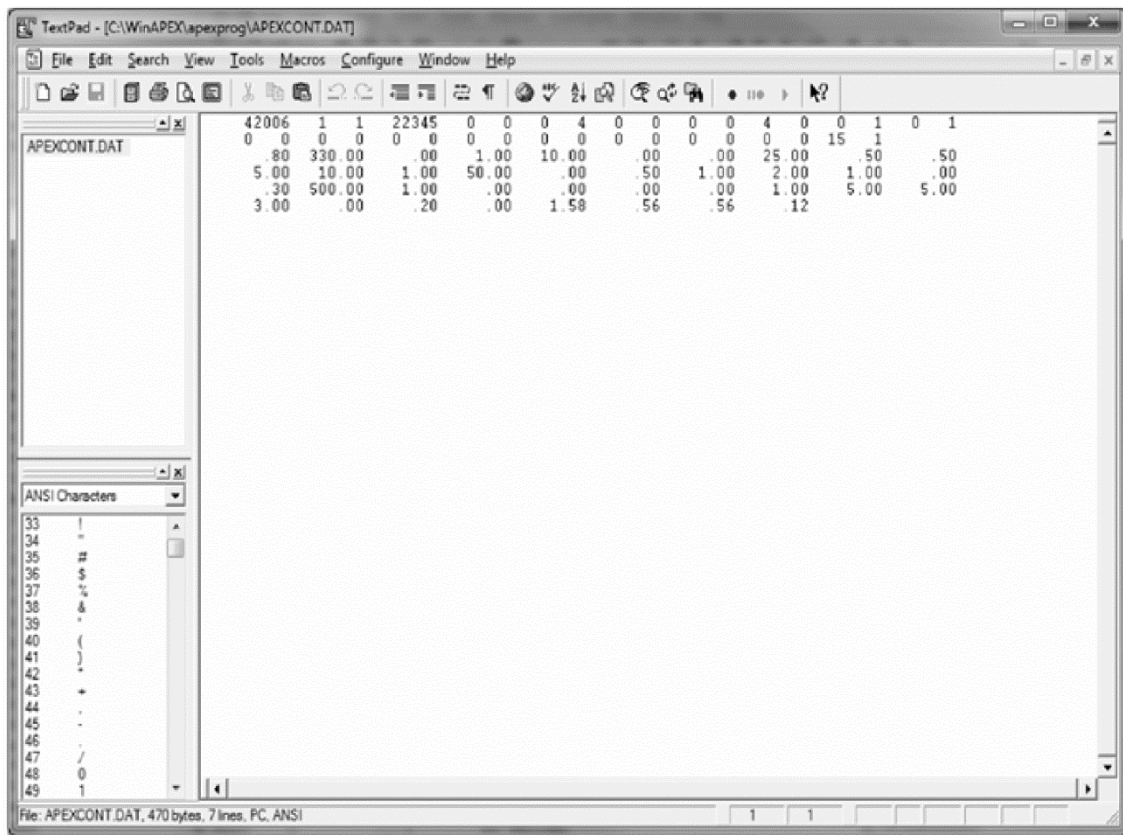 TextPad - [C:\WinAPEX\apexprog\APEXCONT.DAT]
File Edit Search View Tools Macros Configure Window Help
APEXCONT.DAT
42006 1 1 22345 0 0 0 4 0 0 0 0 4 0 0 1 0 1
0 0 0 0 0 0 0 0 0 0 0 0 0 0 0 15 1
.80 330.00 .00 1.00 10.00 .00 .00 25.00 .50 .50
5.00 10.00 1.00 50.00 .00 .50 1.00 2.00 1.00 .00
.30 500.00 1.00 .00 .00 .00 .00 1.00 5.00 5.00
3.00 .00 .20 .00 1.58 .56 .56 .12
ANSI Characters
33 !
34 "
35 #
36 $
37 %
38 &
39 '
40 (
41 )
42 *
43 +
44 ,
45 -
46 .
47 /
48 0
49 1
File: APEXCONT.DAT, 470 bytes, 7 lines, PC, ANSI
1 1